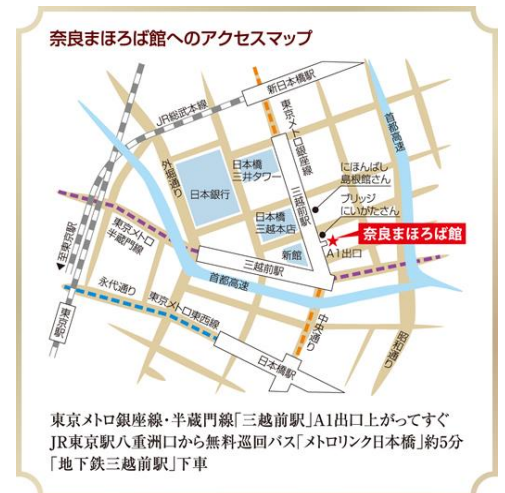 奈良まほろば館へのアクセスマップ
新日本橋駅
JR総武本線
東京メトロ銀座線
首都高速
外堀通り
日本橋
三井タワー
日本銀行
三越前駅
にほんばし
島根館さん
ブリッジ
にいがたさん
日本橋
三越本店
新館
奈良まほろば館
A1出口
東京メトロ
半蔵門線
三越前駅
至東京駅
首都高速
永代通り
東京メトロ東西線
東京駅
日本橋駅
中央通り
昭和通り
東京メトロ銀座線・半蔵門線「三越前駅」A1出口上がってすぐ
JR東京駅八重洲口から無料巡回バス「メトロリンク日本橋」約5分
「地下鉄三越前駅」下車